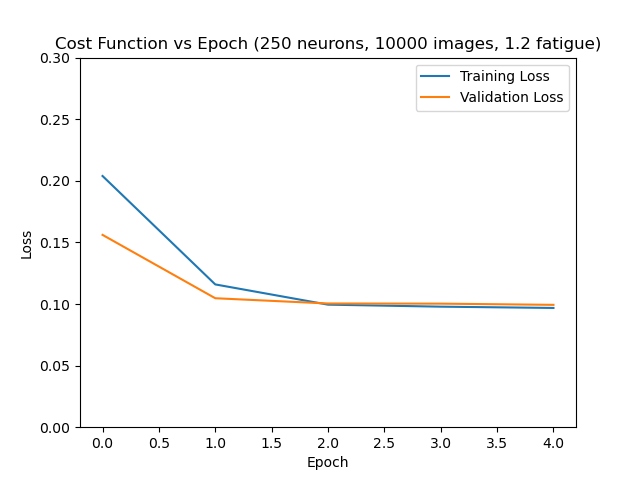 Cost Function vs Epoch (250 neurons, 10000 images, 1.2 fatigue)
Training Loss
Validation Loss
0.30
0.25
0.20
0.15
0.10
0.05
0.00
Loss
0.0 0.5 1.0 1.5 2.0 2.5 3.0 3.5 4.0
Epoch